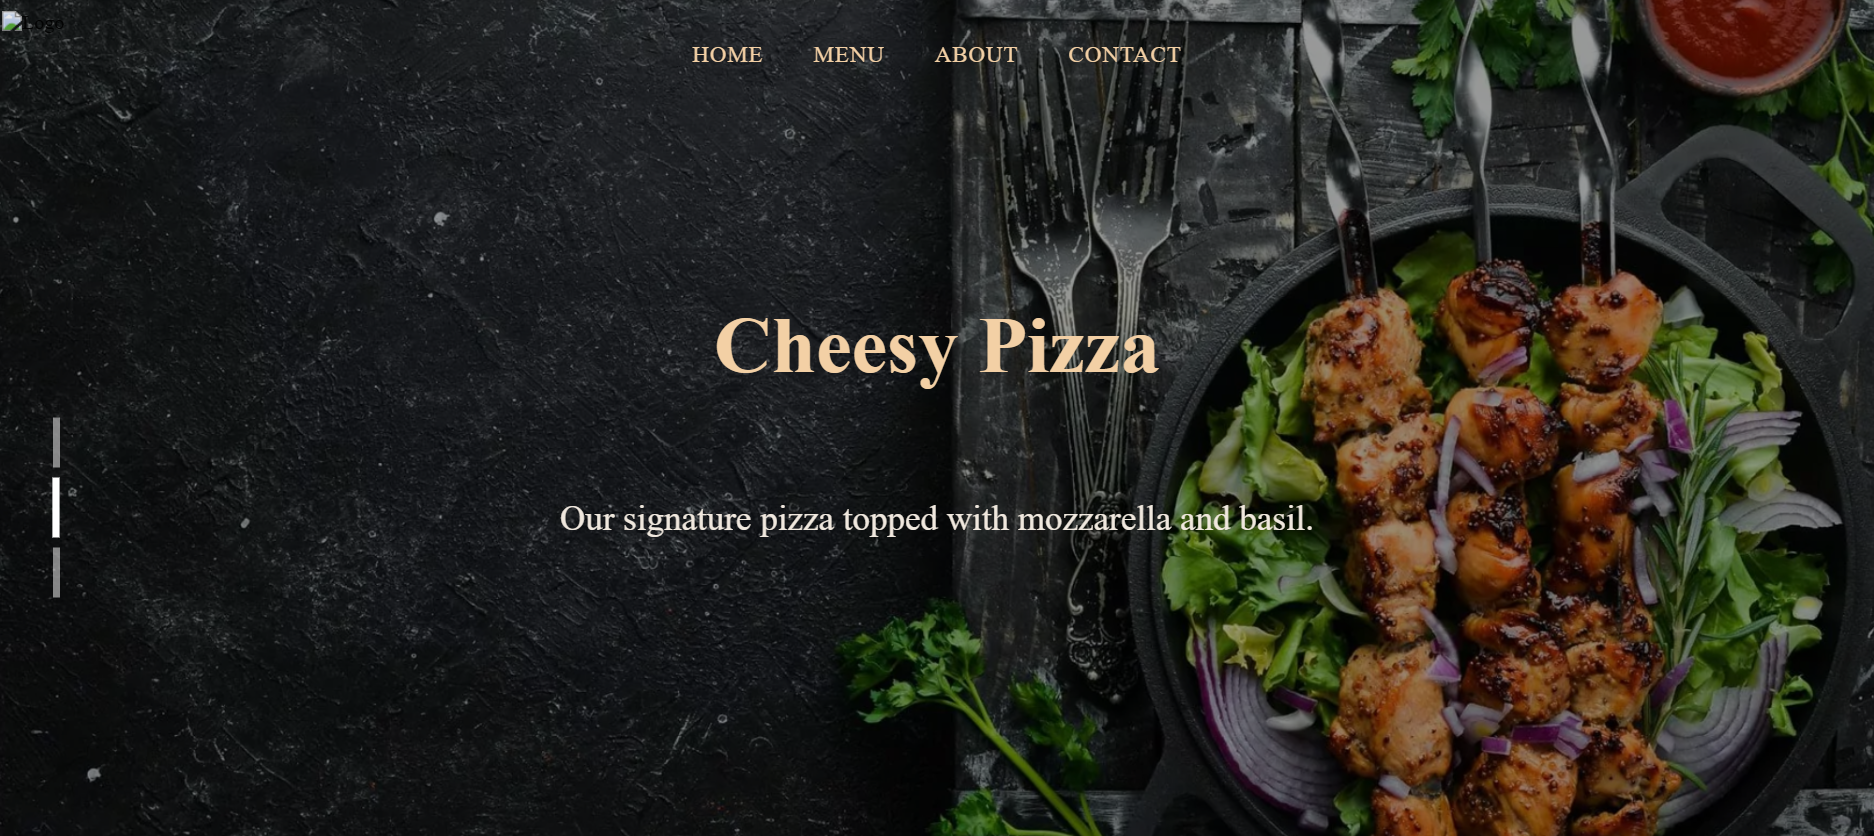 Logo
HOME MENU ABOUT CONTACT
Cheesy Pizza
Our signature pizza topped with mozzarella and basil.